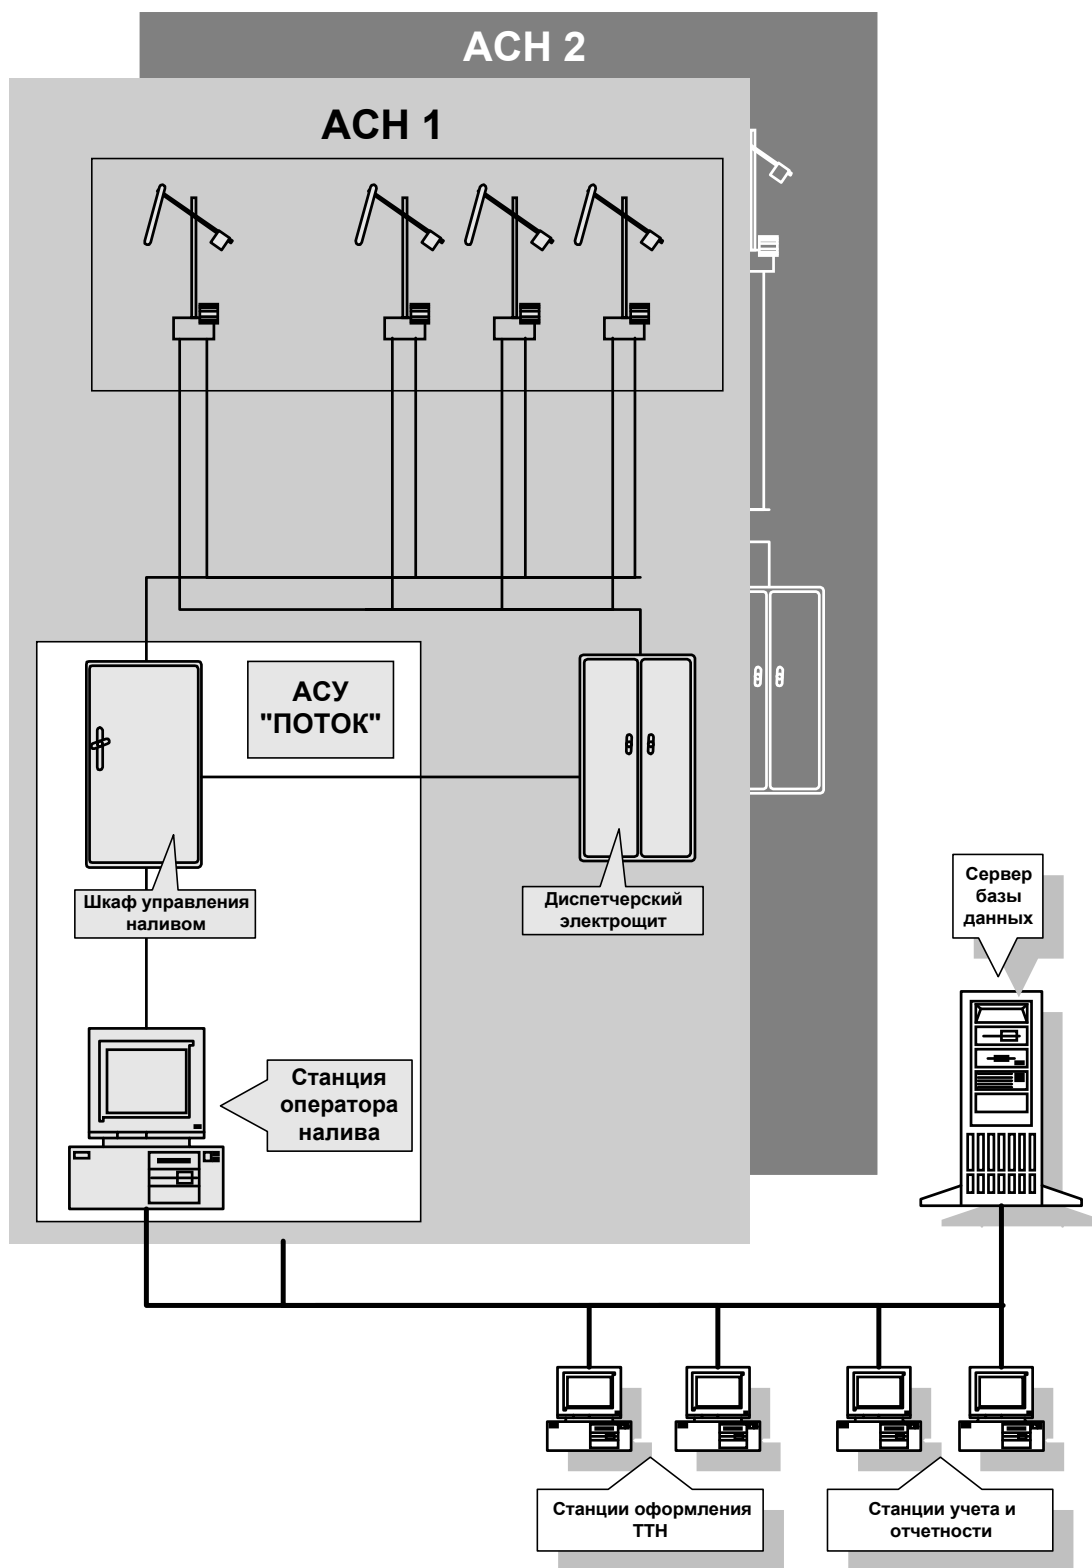 АСН 2
АСН 1
АСУ
"ПОТОК"
Шкаф управления
наливом
Диспетчерский
электрощит
Сервер
базы
данных
Станция
оператора
налива
Станции оформления
ТТН
Станции учета и
отчетности